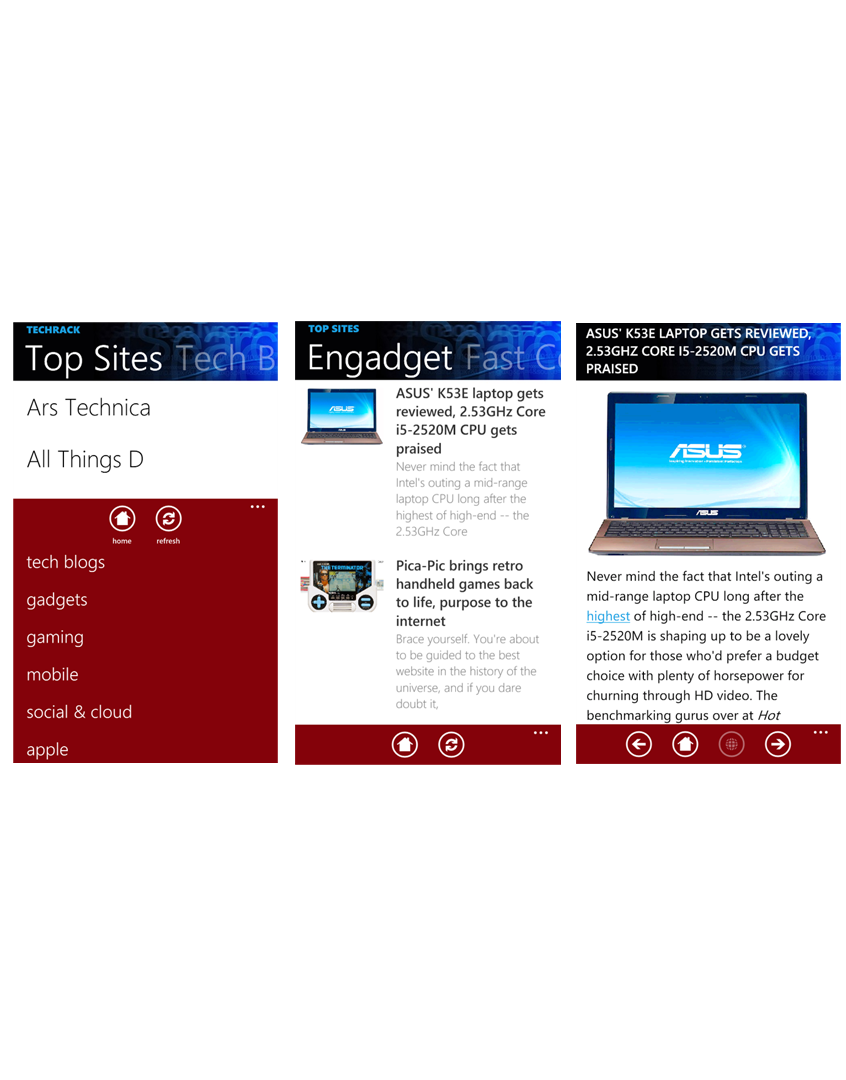 TECHRACK
Top Sites Tech B
Ars Technica
All Things D
home
refresh
tech blogs
gadgets
gaming
mobile
social & cloud
apple
TOP SITES
Engadget Fast Co
ASUS
ASUS' K53E laptop gets
reviewed, 2.53GHz Core
i5-2520M CPU gets
praised
Never mind the fact that
Intel's outing a mid-range
laptop CPU long after the
highest of high-end -- the
2.53GHz Core
Pica-Pic brings retro
handheld games back
to life, purpose to the
internet
Brace yourself. You're about
to be guided to the best
website in the history of the
universe, and if you dare
doubt it,
ASUS' K53E LAPTOP GETS REVIEWED,
2.53GHZ CORE I5-2520M CPU GETS
PRAISED
ASUS
ASUS
Never mind the fact that Intel's outing a
mid-range laptop CPU long after the
highest of high-end -- the 2.53GHz Core
i5-2520M is shaping up to be a lovely
option for those who'd prefer a budget
choice with plenty of horsepower for
churning through HD video. The
benchmarking gurus over at Hot